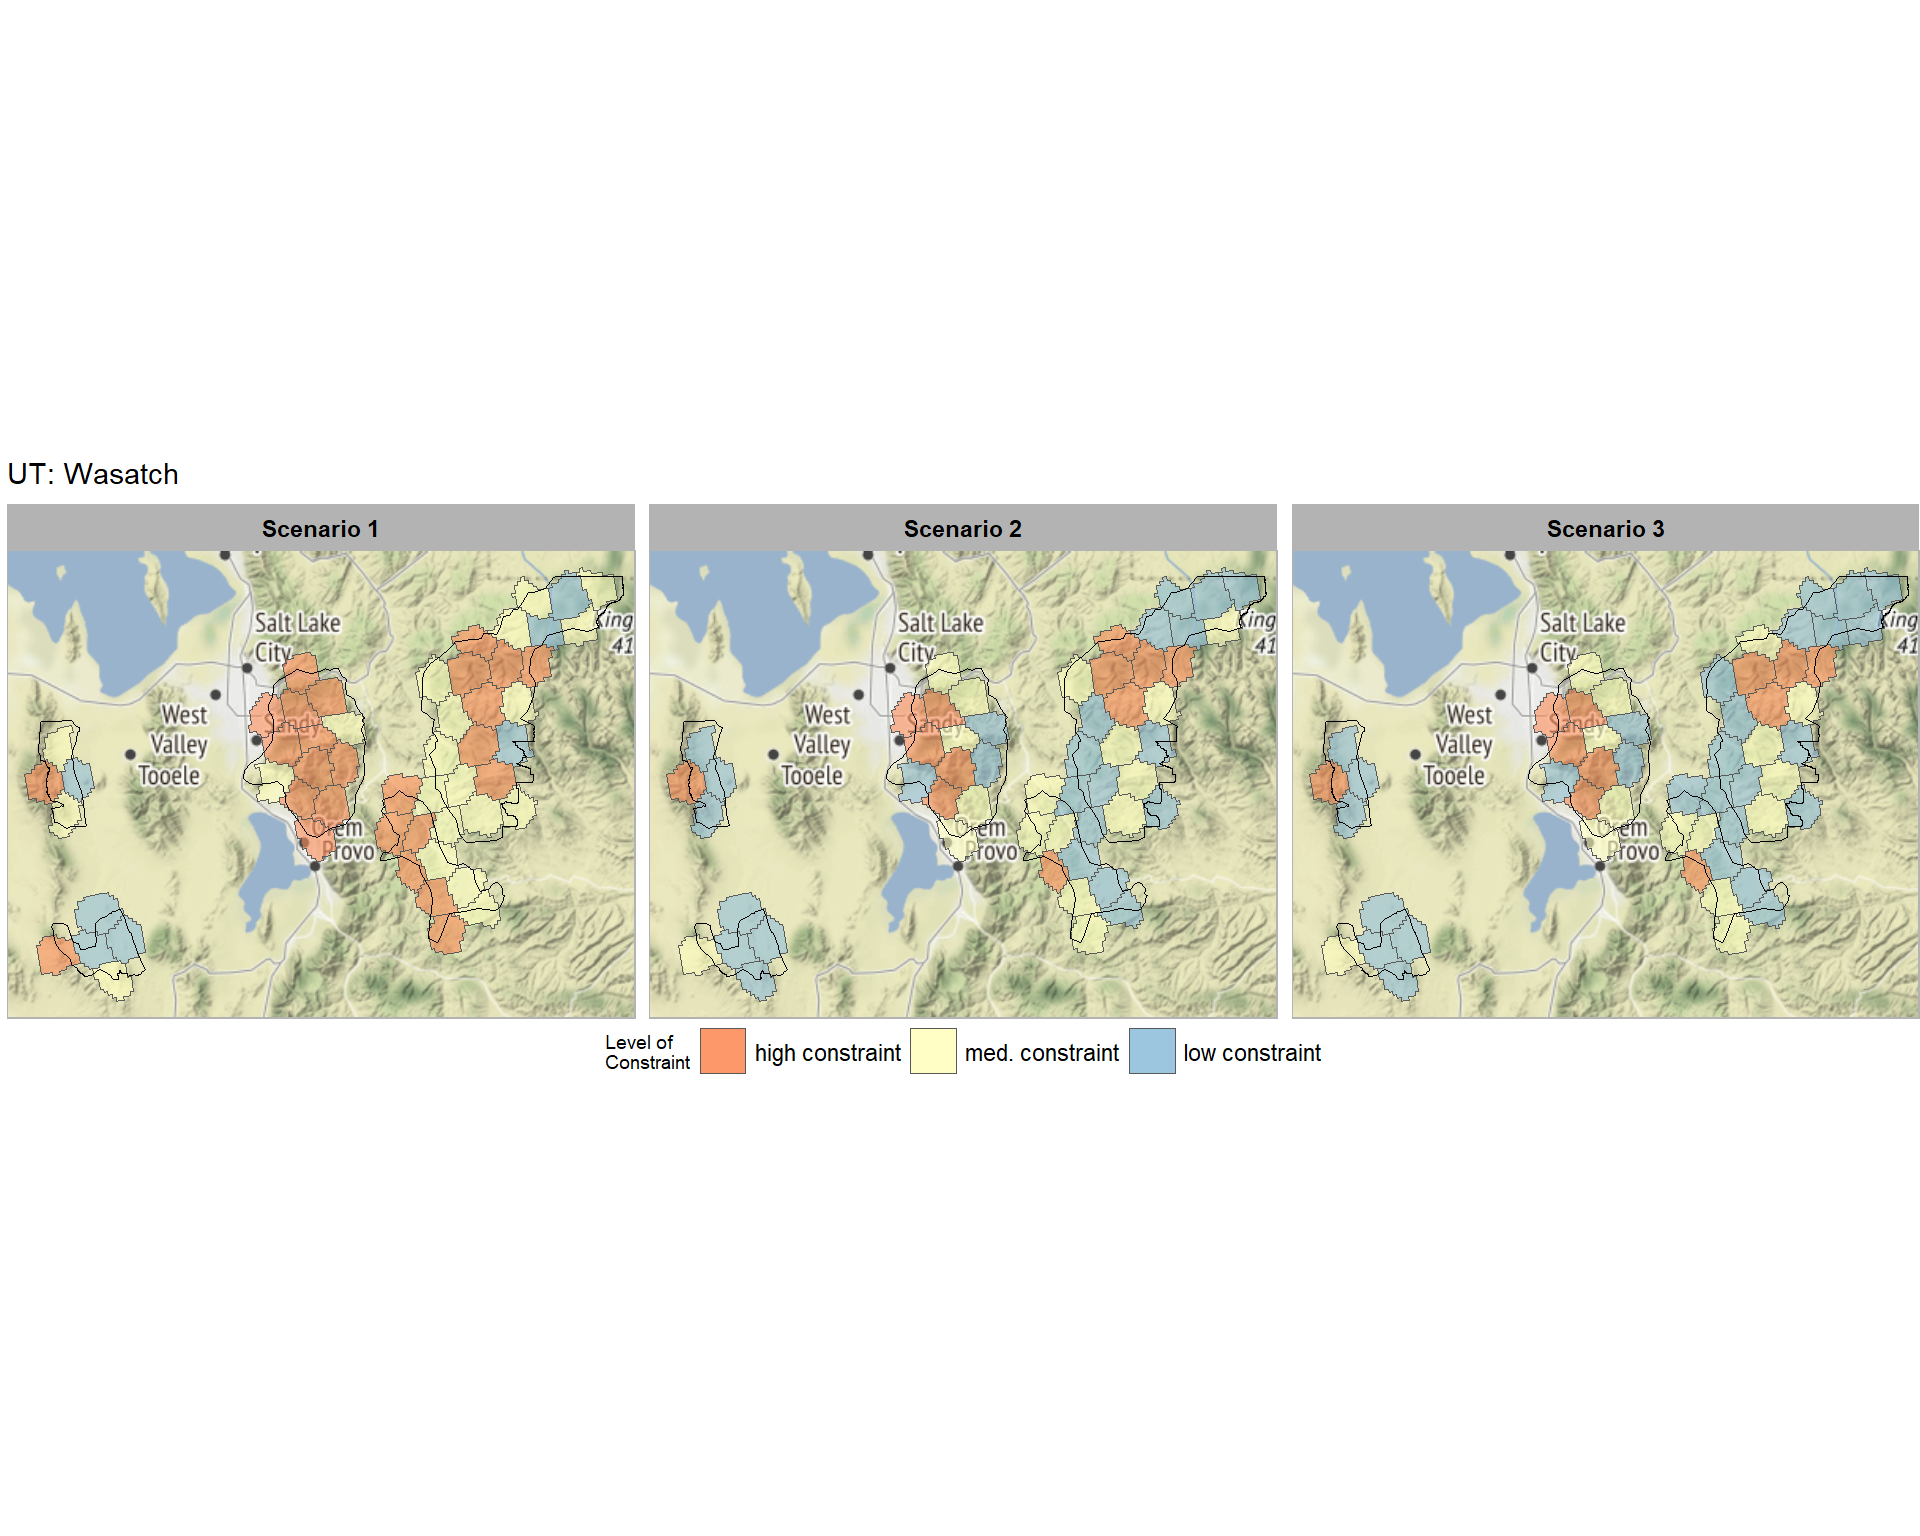 UT: Wasatch
Scenario 1
Scenario 2
Scenario 3
Salt Lake
City
West
Valley
Tooele
Sandy
Orem
Provo
King
41
Salt Lake
City
West
Valley
Tooele
Sandy
Orem
Provo
King
41
Salt Lake
City
West
Valley
Tooele
Sandy
Orem
Provo
King
41
Level of
Constraint
high constraint
med. constraint
low constraint